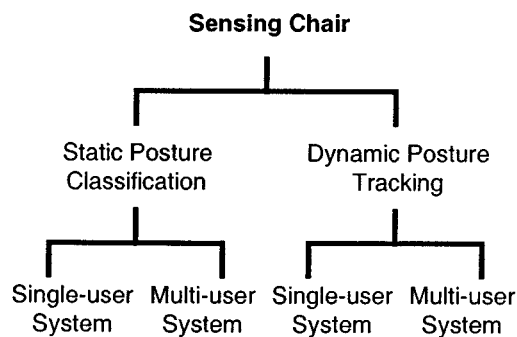 Sensing Chair
Static Posture
Classification
Dynamic Posture
Tracking
Single-user
System
Multi-user
System
Single-user
System
Multi-user
System